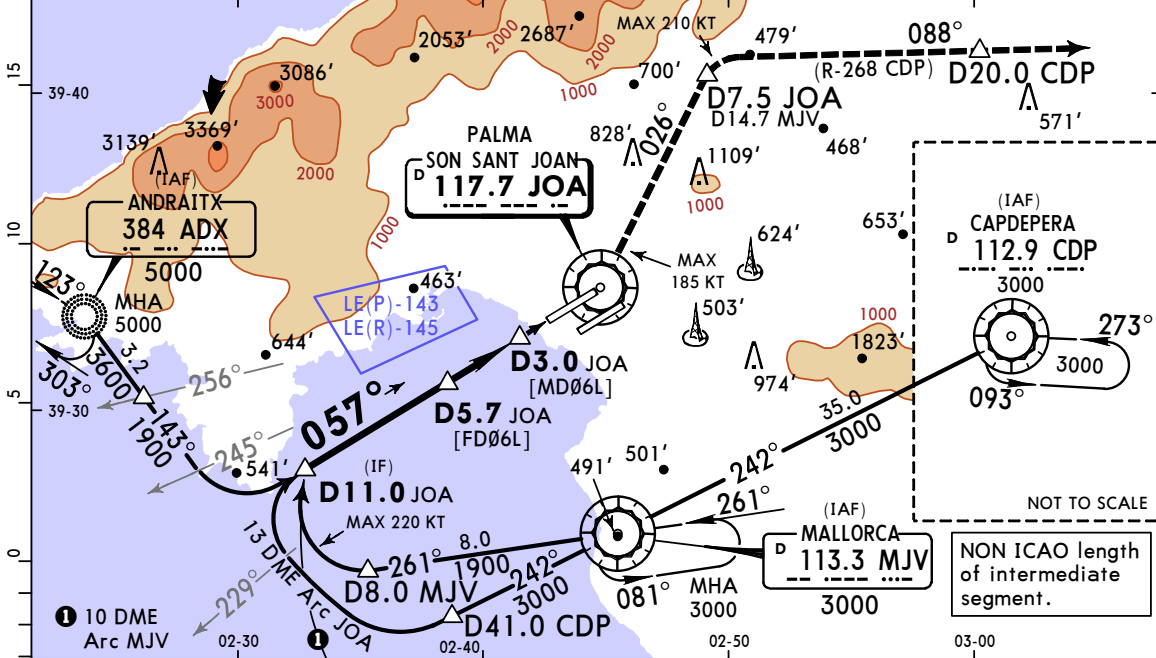 MAX 210 KT
479′
088°
2053′
2687′
2000
2000
(R-268 CDP)
D20.0 CDP
15
39-40
3086′
3000
700′
1000
D7.5 JOA
D14.7 MJV
571′
3369′
3139′
828′
026°
468′
PALMA
SON SANT JOAN
D 117.7 JOA
1109′
1000
2000
(IAF)
ANDRAITX
384 ADX
5000
1000
10
624′
653′
(IAF)
CAPDEPERA
D 112.9 CDP
3000
123°
MHA
5000
463′
LE(P)-143
LE(R)-145
MAX
185 KT
503′
1000
273°
3000
093°
303°
3600
3.2
644′
256°
D3.0 JOA
[MD06L]
974′
1823′
5
39-30
143°
1900
057°
D5.7 JOA
[FD06L]
35.0
3000
245°
541′
(IF)
D11.0 JOA
491′
501′
242°
261°
NOT TO SCALE
MAX 220 KT
(IAF)
MALLORCA
D 113.3 MJV
3000
0
13 DME Arc JOA
8.0
261°
1900
D8.0 MJV
242°
3000
081°
MHA
3000
NON ICAO length
of intermediate
segment.
229°
D41.0 CDP
1 10 DME
Arc MJV
1
02-30
02-40
02-50
03-00